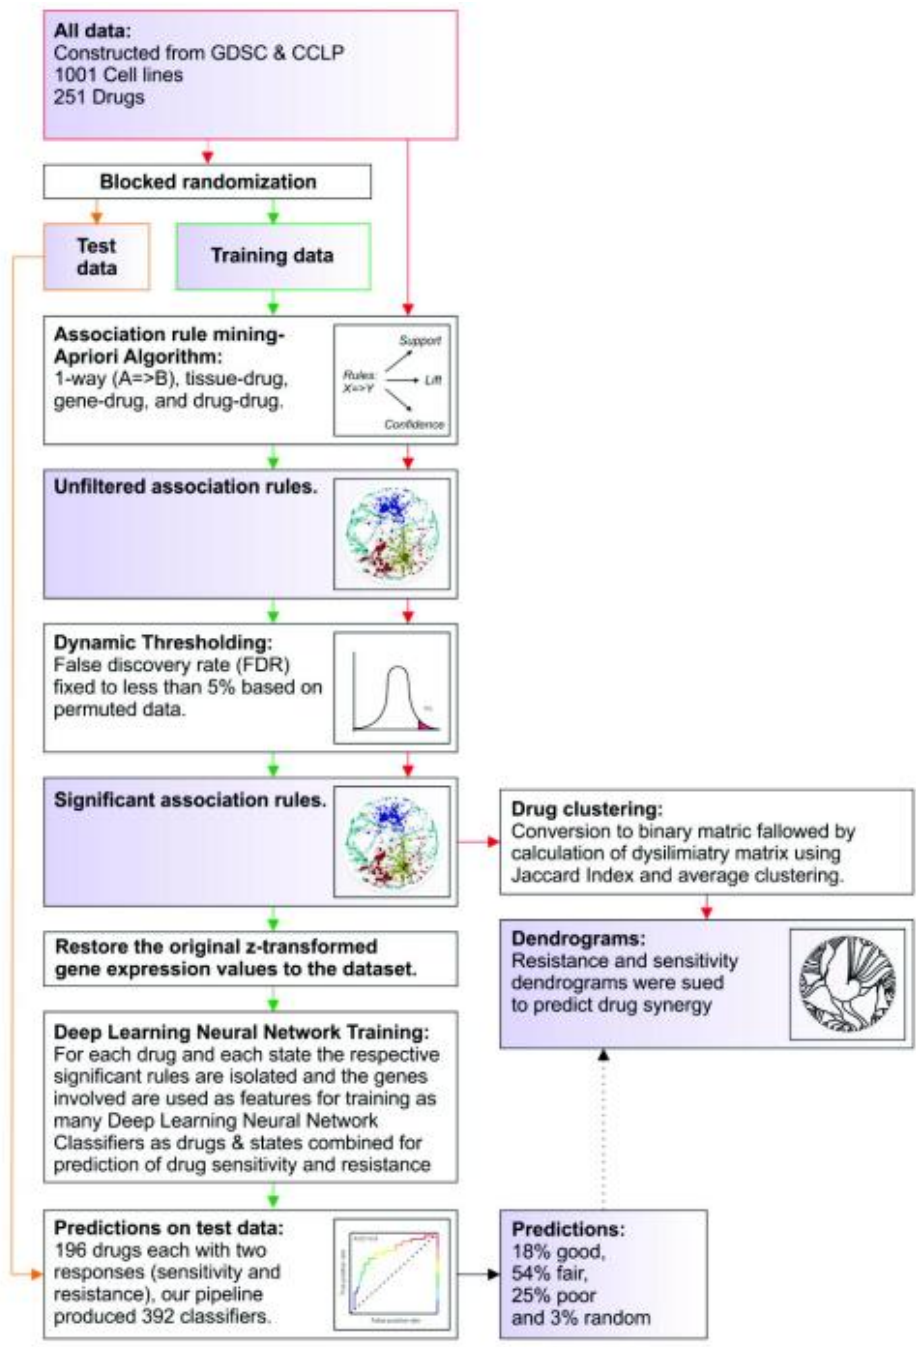 All data:
Constructed from GDSC & CCLP
1001 Cell lines
251 Drugs
Blocked randomization
Test
data
Training data
Association rule mining-
Apriori Algorithm:
1-way (A=>B), tissue-drug,
gene-drug, and drug-drug.
Support
Rules:
X=>Y
Lift
Confidence
Unfiltered association rules.
Dynamic Thresholding:
False discovery rate (FDR)
fixed to less than 5% based on
permuted data.
Significant association rules.
Drug clustering:
Conversion to binary matric fallowed by
calculation of dysilimiatry matrix using
Jaccard Index and average clustering.
Restore the original z-transformed
gene expression values to the dataset.
Dendrograms:
Resistance and sensitivity
dendrograms were sued
to predict drug synergy
Deep Learning Neural Network Training:
For each drug and each state the respective
significant rules are isolated and the genes
involved are used as features for training as
many Deep Learning Neural Network
Classifiers as drugs & states combined for
prediction of drug sensitivity and resistance
Predictions on test data:
196 drugs each with two
responses (sensitivity and
resistance), our pipeline
produced 392 classifiers.
True positive rate
False positive rate
Predictions:
18% good,
54% fair,
25% poor
and 3% random